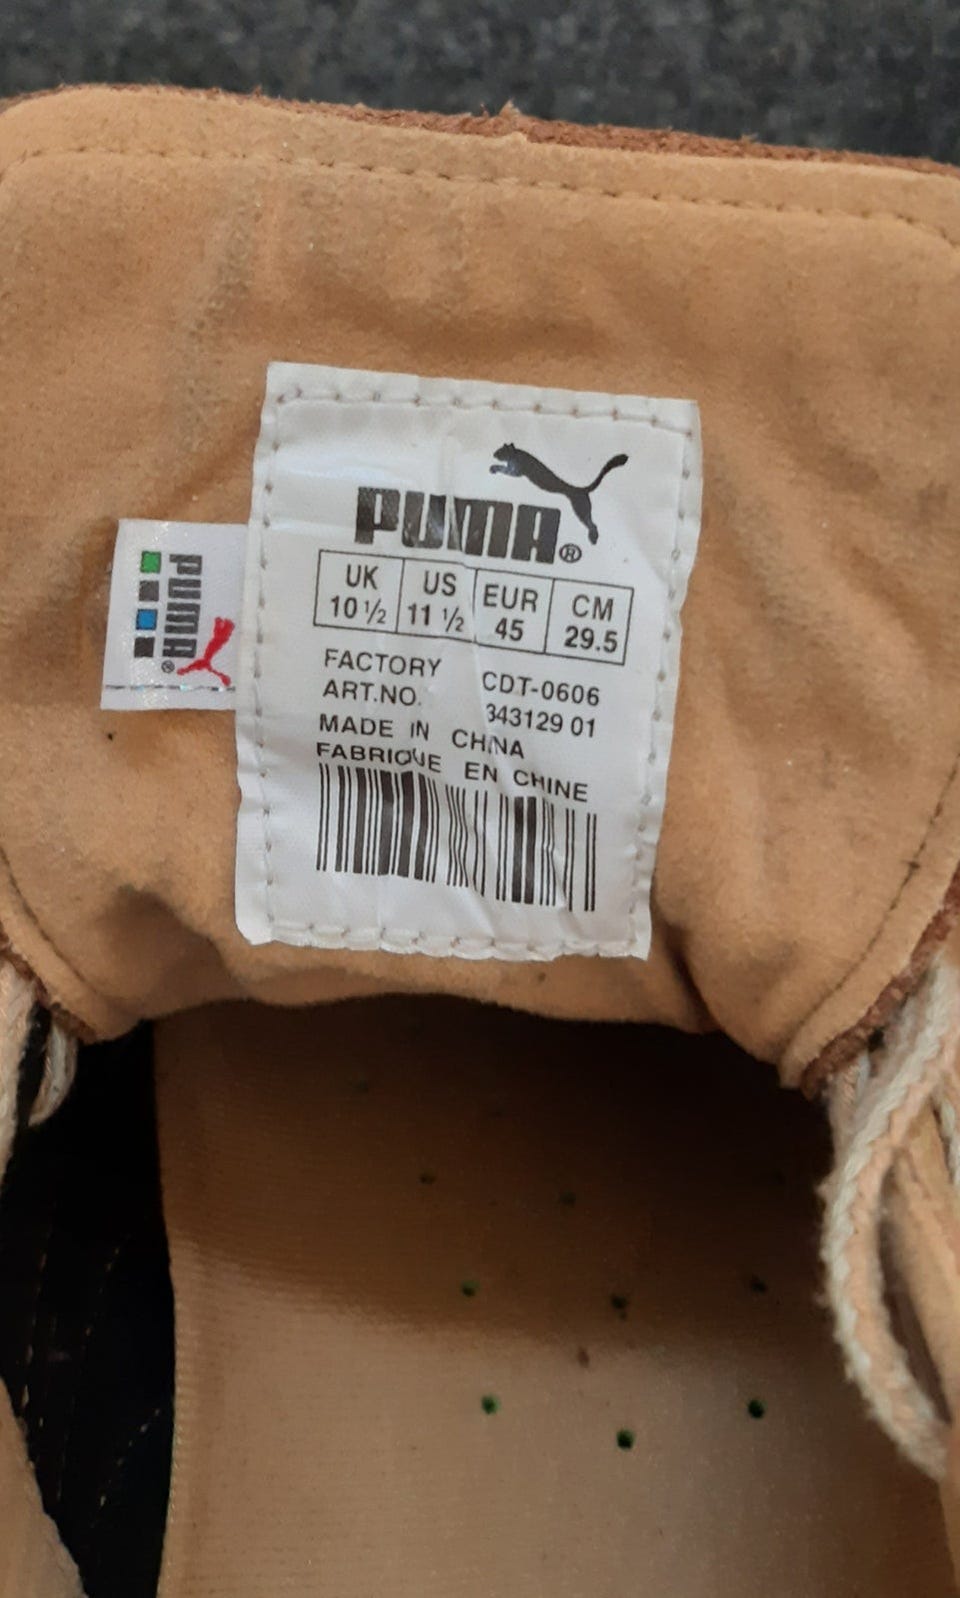 PUMA®
UK US EUR CM
10 ½ 11 ½ 45 29.5
FACTORY CDT-0606
ART.NO. 343129 01
MADE IN CHINA
FABRIQUE EN CHINE
PUMA®